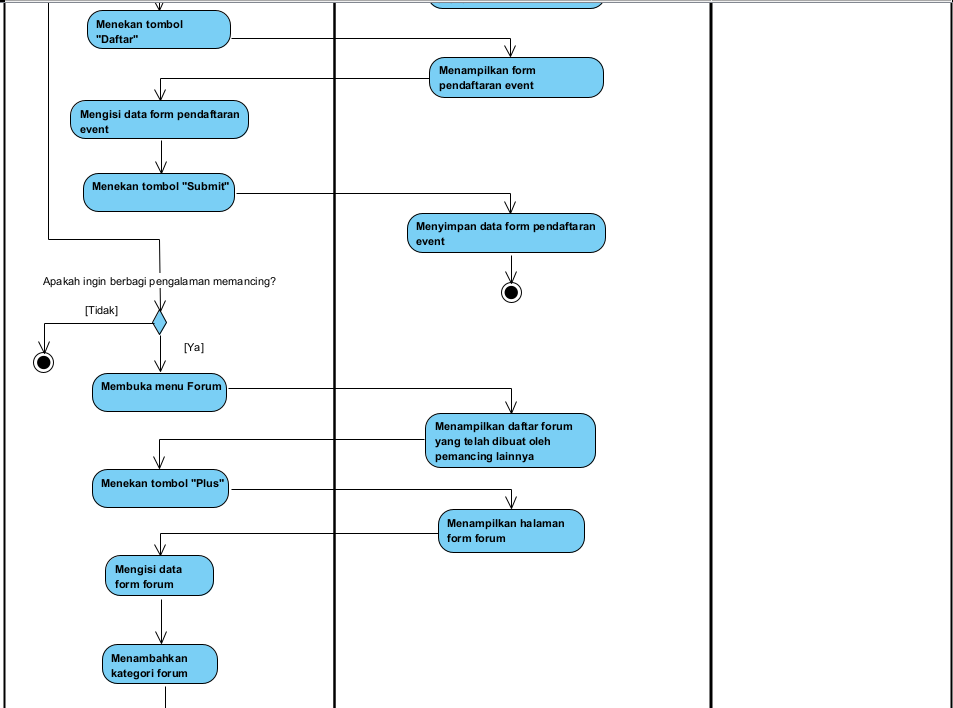 Menekan tombol
"Daftar"
Menampilkan form
pendaftaran event
Mengisi data form pendaftaran
event
Menekan tombol "Submit"
Menyimpan data form pendaftaran
event
Apakah ingin berbagi pengalaman memancing?
[Tidak]
[Ya]
Membuka menu Forum
Menampilkan daftar forum
yang telah dibuat oleh
pemancing lainnya
Menekan tombol "Plus"
Menampilkan halaman
form forum
Mengisi data
form forum
Menambahkan
kategori forum